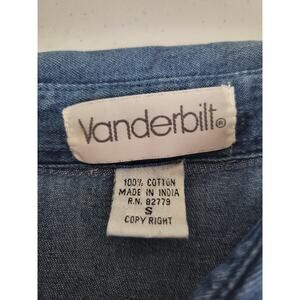 Vanderbilt®
100% COTTON
MADE IN INDIA
R.N. 82779
S
COPY RIGHT